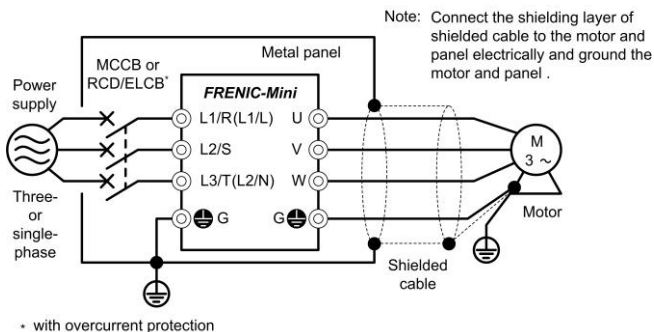 Note: Connect the shielding layer of
shielded cable to the motor and
panel electrically and ground the
motor and panel .
Metal panel
MCCB or
RCD/ELCB*
Power
supply
FRENIC-Mini
L1/R(L1/L) U
L2/S V
L3/T(L2/N) W
G G
M
3 ~
Motor
Three-
or
single-
phase
Shielded
cable
* with overcurrent protection